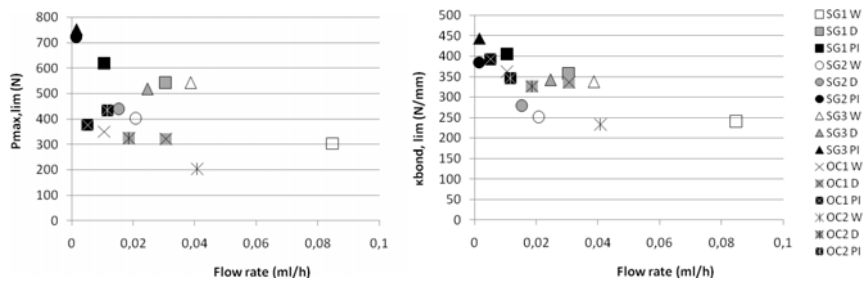 Pmax,lim (N)
800
700
600
500
400
300
200
100
0
0
0,02
0,04
0,06
0,08
0,1
Flow rate (ml/h)
κbond, lim (N/mm)
500
450
400
350
300
250
200
150
100
50
0
0
0,02
0,04
0,06
0,08
0,1
Flow rate (ml/h)
SG1 W
SG1 D
SG1 PI
SG2 W
SG2 D
SG2 PI
SG3 W
SG3 D
SG3 PI
OC1 W
OC1 D
OC1 PI
OC2 W
OC2 D
OC2 PI